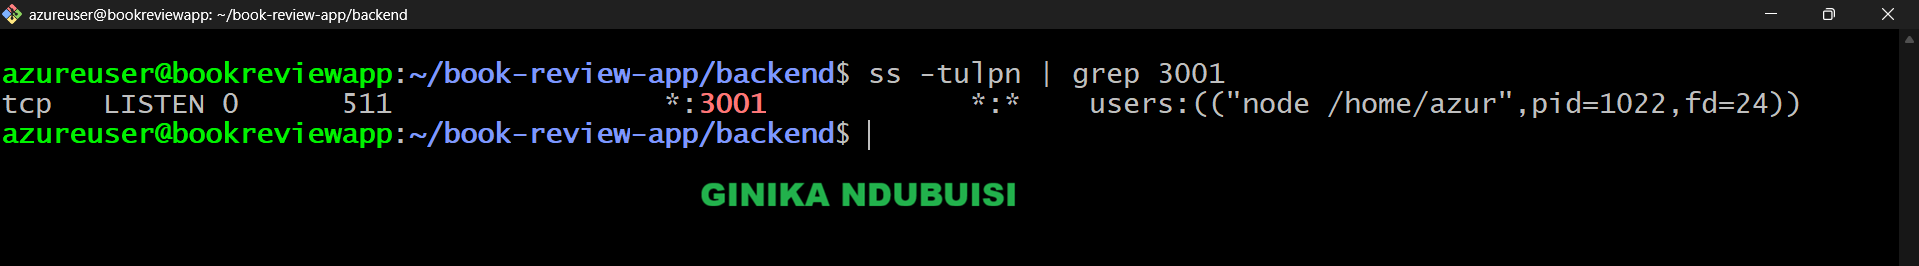 azureuser@bookreviewapp: ~/book-review-app/backend
azureuser@bookreviewapp:~/book-review-app/backend$ ss -tulpn | grep 3001
tcp   LISTEN 0      511                *:3001            *:*    users:(("node /home/azur",pid=1022,fd=24))
azureuser@bookreviewapp:~/book-review-app/backend$
GINIKA NDUBUISI